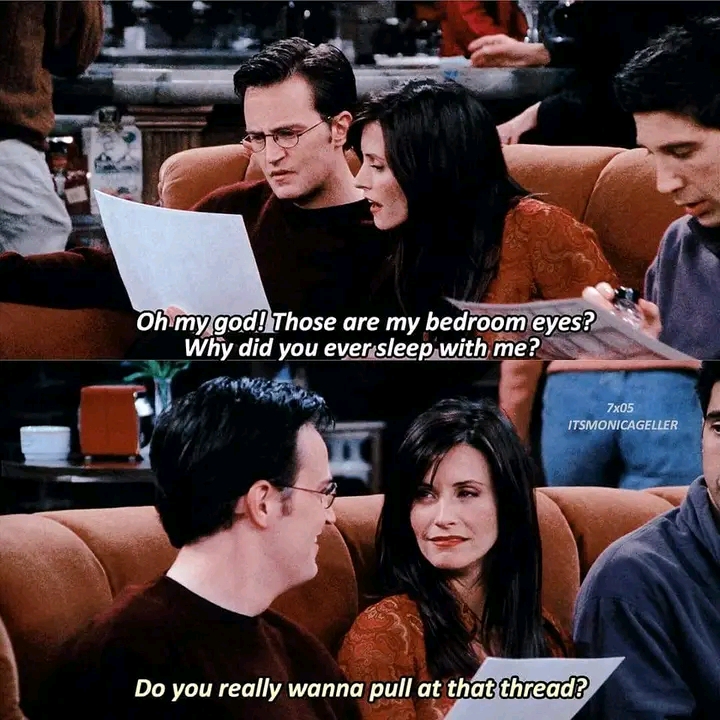 Oh my god! Those are my bedroom eyes?
Why did you ever sleep with me?
7x05
ITSMONICAGELLER
Do you really wanna pull at that thread?